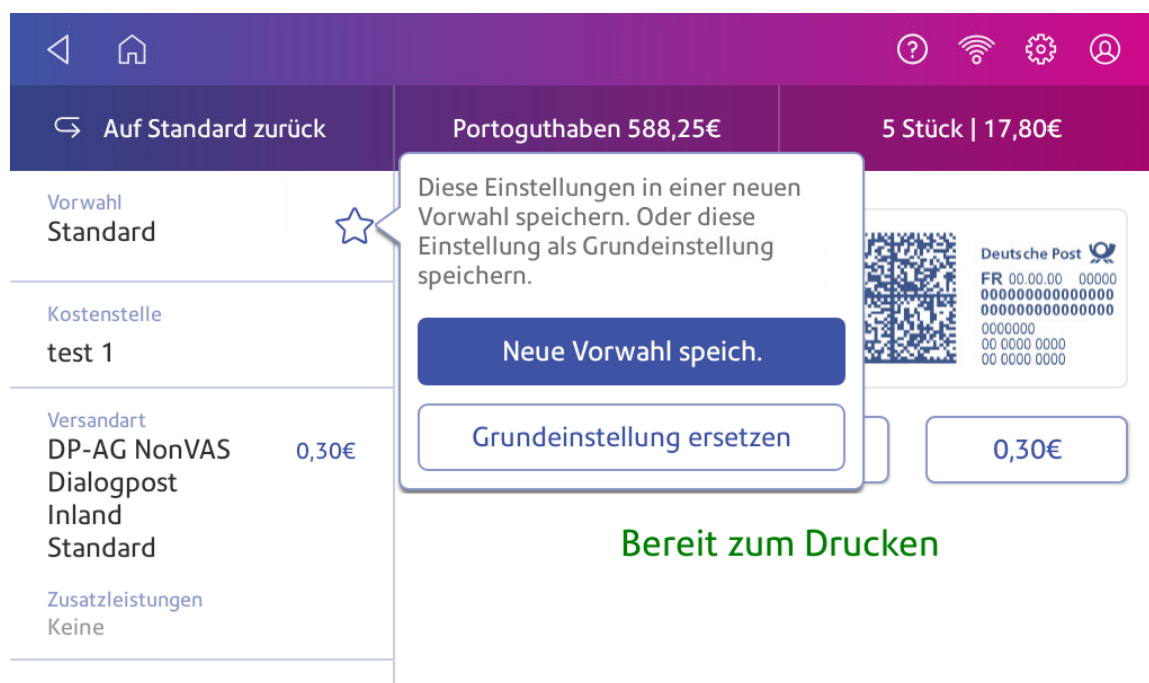 Auf Standard zurück
Portoguthaben 588,25€
5 Stück | 17,80€
Vorwahl
Standard
Diese Einstellungen in einer neuen
Vorwahl speichern. Oder diese
Einstellung als Grundeinstellung
speichern.
Neue Vorwahl speich.
Grundeinstellung ersetzen
Kostenstelle
test 1
Versandart
DP-AG NonVAS
0,30€
Dialogpost
Inland
Standard
Zusatzleistungen
Keine
Deutsche Post
FR 00.00.00 00000
000000000000000
000000000000000
0000000
00 0000 0000
00 0000 0000
0,30€
Bereit zum Drucken